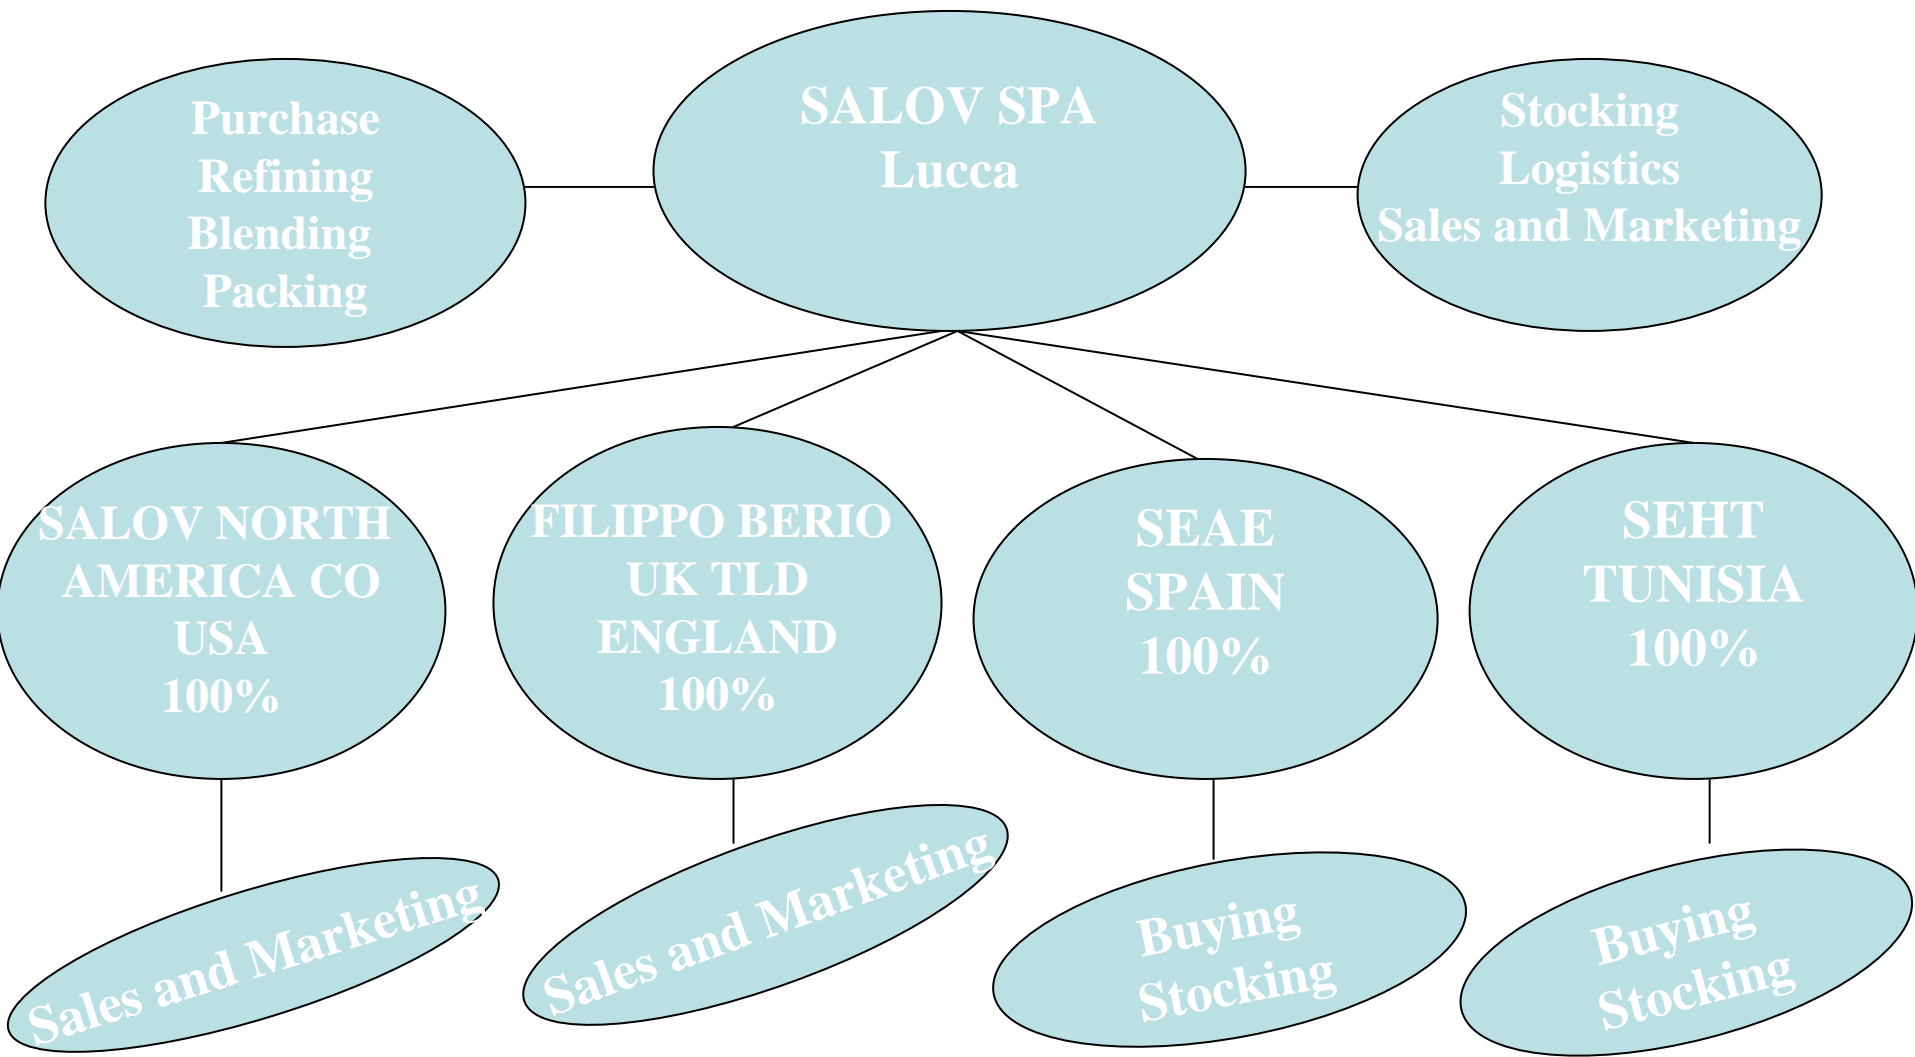 SALOV SPA
Lucca
Purchase
Refining
Blending
Packing
Stocking
Logistics
Sales and Marketing
SALOV NORTH
AMERICA CO
USA
100%
FILIPPO BERIO
UK TLD
ENGLAND
100%
SEAE
SPAIN
100%
SEHT
TUNISIA
100%
Sales and Marketing
Sales and Marketing
Buying
Stocking
Buying
Stocking